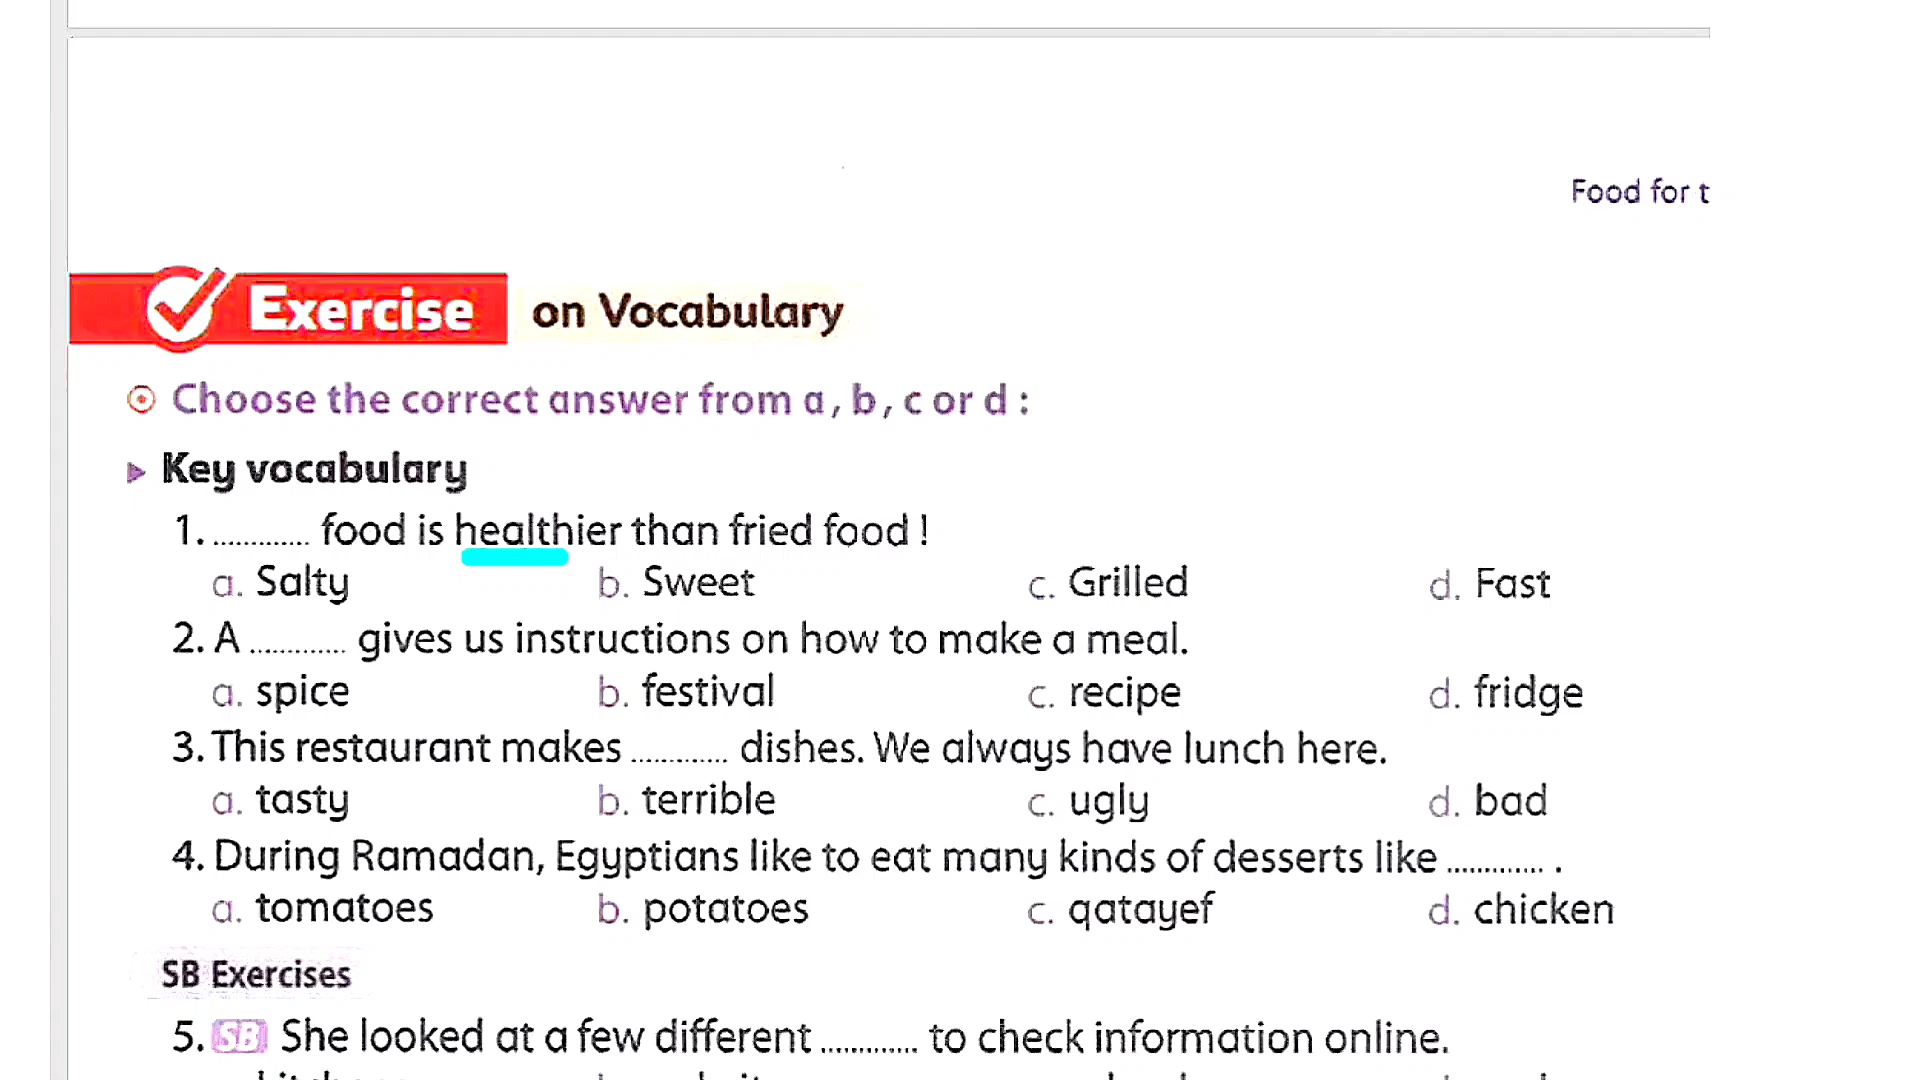 Food for t
Exercise on Vocabulary
Choose the correct answer from a, b, c or d :
Key vocabulary
1. ............ food is healthier than fried food !
a. Salty b. Sweet c. Grilled d. Fast
2. A ............ gives us instructions on how to make a meal.
a. spice b. festival c. recipe d. fridge
3. This restaurant makes ............ dishes. We always have lunch here.
a. tasty b. terrible c. ugly d. bad
4. During Ramadan, Egyptians like to eat many kinds of desserts like ............ .
a. tomatoes b. potatoes c. qatayef d. chicken
SB Exercises
5. SB She looked at a few different ............ to check information online.